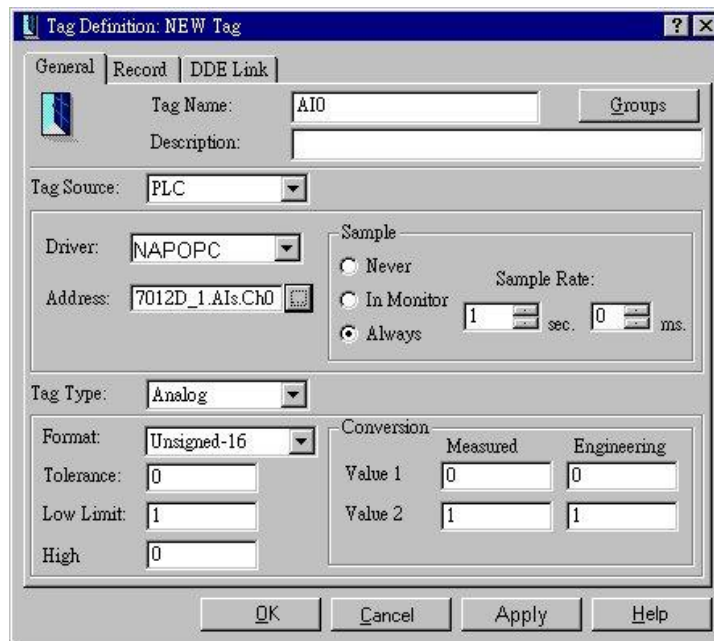 Tag Definition: NEW Tag
General Record DDE Link
Tag Name: AI0 Groups
Description:
Tag Source: PLC
Driver: NAPOPC
Address: 7012D_1.AIs.Ch0
Sample
Never
In Monitor
Always
Sample Rate:
1 sec. 0 ms.
Tag Type: Analog
Format: Unsigned-16
Tolerance: 0
Low Limit: 1
High 0
Conversion
Measured Engineering
Value 1 0 0
Value 2 1 1
OK Cancel Apply Help